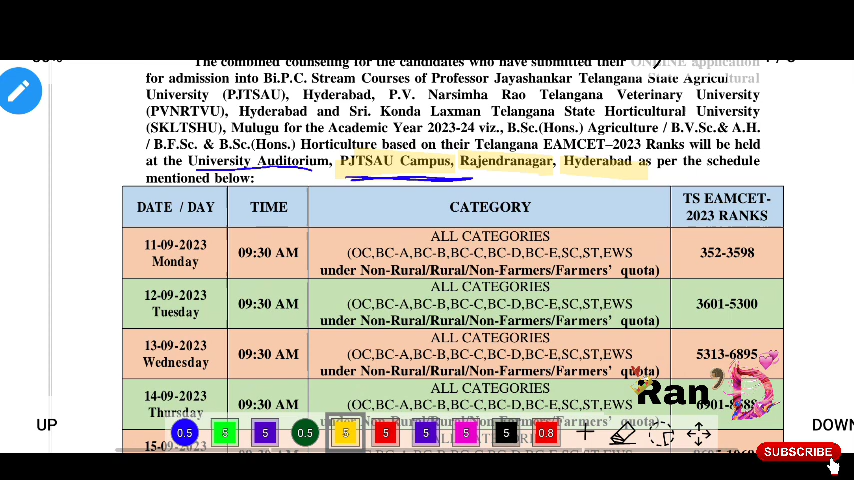 The combined counseling for the candidates who have submitted their ONLINE application
for admission into Bi.P.C. Stream Courses of Professor Jayashankar Telangana State Agricultural
University (PJTSAU), Hyderabad, P.V. Narsimha Rao Telangana Veterinary University
(PVNRTVU), Hyderabad and Sri. Konda Laxman Telangana State Horticultural University
(SKLTSHU), Mulugu for the Academic Year 2023-24 viz., B.Sc.(Hons.) Agriculture / B.V.Sc.& A.H.
/ B.F.Sc. & B.Sc.(Hons.) Horticulture based on their Telangana EAMCET–2023 Ranks will be held
at the University Auditorium, PJTSAU Campus, Rajendranagar, Hyderabad as per the schedule
mentioned below:
DATE / DAY TIME CATEGORY TS EAMCET-
2023 RANKS
11-09-2023
Monday
09:30 AM
ALL CATEGORIES
(OC,BC-A,BC-B,BC-C,BC-D,BC-E,SC,ST,EWS
under Non-Rural/Rural/Non-Farmers/Farmers’ quota)
352-3598
12-09-2023
Tuesday
09:30 AM
ALL CATEGORIES
(OC,BC-A,BC-B,BC-C,BC-D,BC-E,SC,ST,EWS
under Non-Rural/Rural/Non-Farmers/Farmers’ quota)
3601-5300
13-09-2023
Wednesday
09:30 AM
ALL CATEGORIES
(OC,BC-A,BC-B,BC-C,BC-D,BC-E,SC,ST,EWS
under Non-Rural/Rural/Non-Farmers/Farmers’ quota)
5313-6895
14-09-2023
Thursday
09:30 AM
ALL CATEGORIES
(OC,BC-A,BC-B,BC-C,BC-D,BC-E,SC,ST,EWS
under Non-Rural/Rural/Non-Farmers/Farmers’ quota)
15-09-2023
Ran’D
UP
0.5 5 5 0.5 5 5 5 5 5 0.8
DOWN
SUBSCRIBE